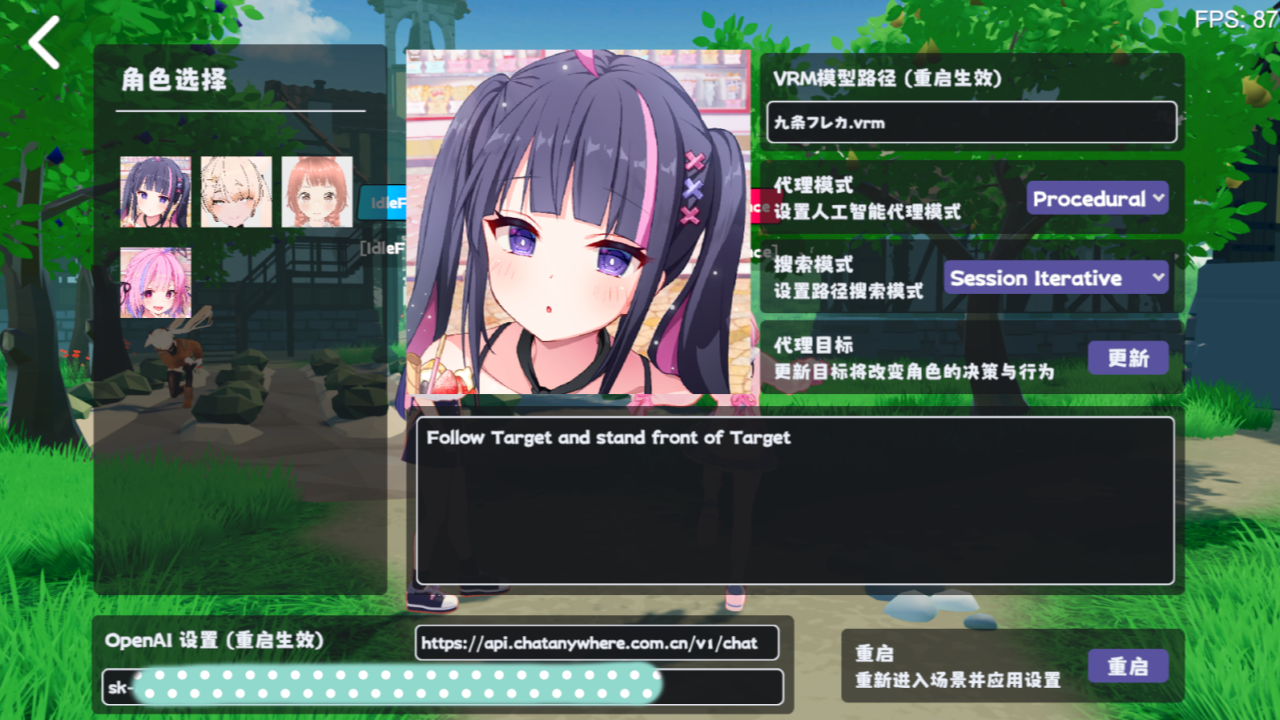 FPS: 87
角色选择
VRM模型路径 (重启生效)
九条フレカ.vrm
代理模式
设置人工智能代理模式
Procedural
IdleF
nce
[IdleF
nce]
搜索模式
设置路径搜索模式
Session Iterative
代理目标
更新目标将改变角色的决策与行为
更新
Follow Target and stand front of Target
OpenAI 设置 (重启生效)
https://api.chatanywhere.com.cn/v1/chat
sk-
重启
重新进入场景并应用设置
重启